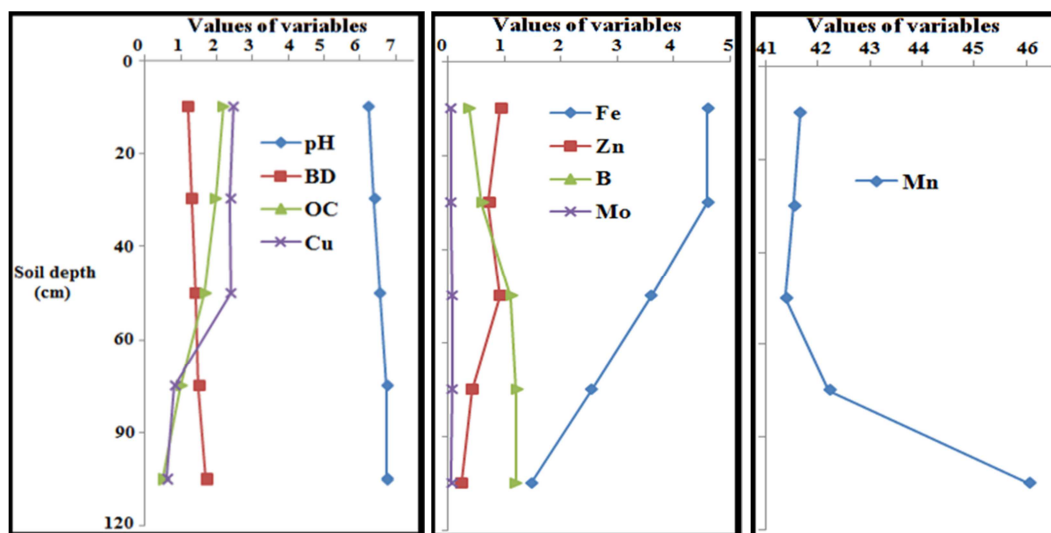 Values of variables
0 1 2 3 4 5 6 7
0
20
40
60
90
120
Soil depth
(cm)
pH
BD
OC
Cu
Values of variables
0 1 2 3 4 5
Fe
Zn
B
Mo
Values of variables
41 42 43 44 45 46
Mn